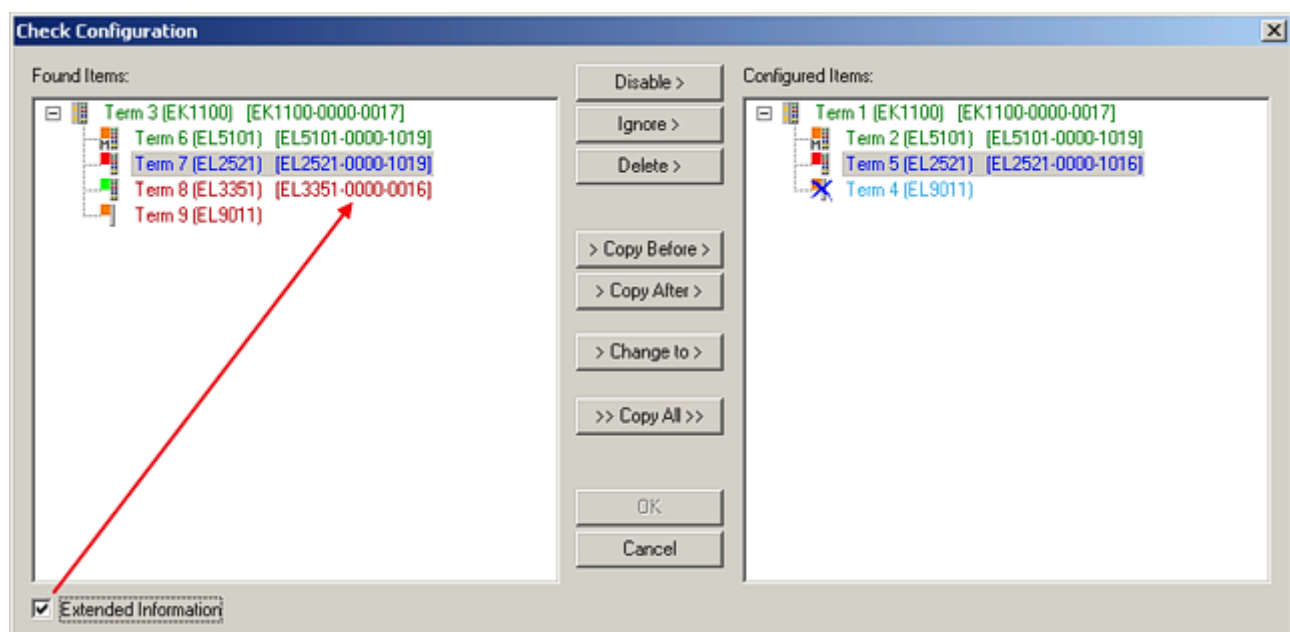 Check Configuration
Found Items:
Term 3 (EK1100) [EK1100-0000-0017]
Term 6 (EL5101) [EL5101-0000-1019]
Term 7 (EL2521) [EL2521-0000-1019]
Term 8 (EL3351) [EL3351-0000-0016]
Term 9 (EL9011)
Extended Information
Disable >
Ignore >
Delete >
> Copy Before >
> Copy After >
> Change to >
>> Copy All >>
OK
Cancel
Configured Items:
Term 1 (EK1100) [EK1100-0000-0017]
Term 2 (EL5101) [EL5101-0000-1019]
Term 5 (EL2521) [EL2521-0000-1016]
Term 4 (EL9011)